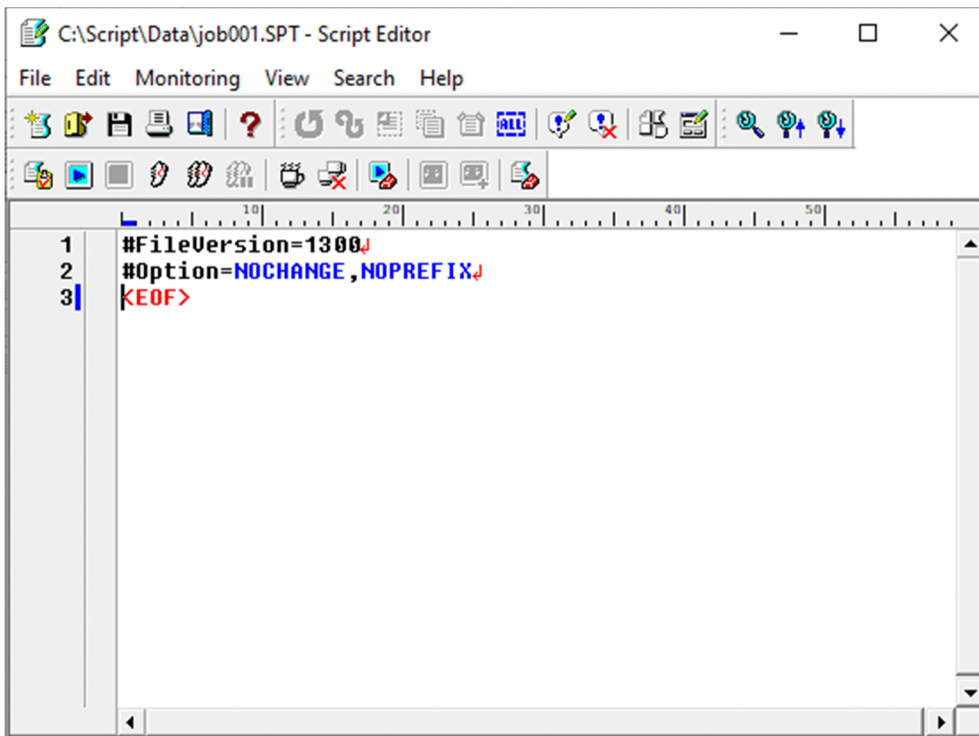 C:\Script\Data\job001.SPT - Script Editor
File Edit Monitoring View Search Help
ALL
10 20 30 40 50
1 #FileVersion=1300
2 #Option=NOCHANGE,NOPREFIX
3 <EOF>